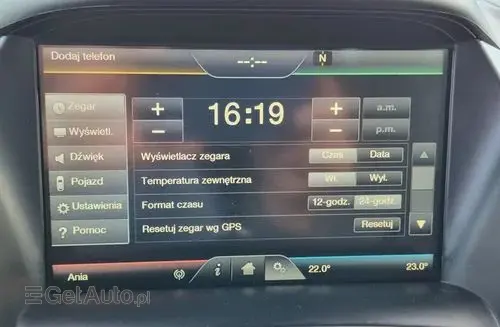 Dodaj telefon
--:--
N
Zegar
+ 16:19 + a.m.
– – p.m.
Wyświetl.
Wyświetlacz zegara Czas Data
Dźwięk
Temperatura zewnętrzna Wł. Wył.
Pojazd
Format czasu 12-godz. 24-godz.
Ustawienia
Resetuj zegar wg GPS Resetuj
? Pomoc
Ania i 22.0° 23.0°
GetAuto.pl